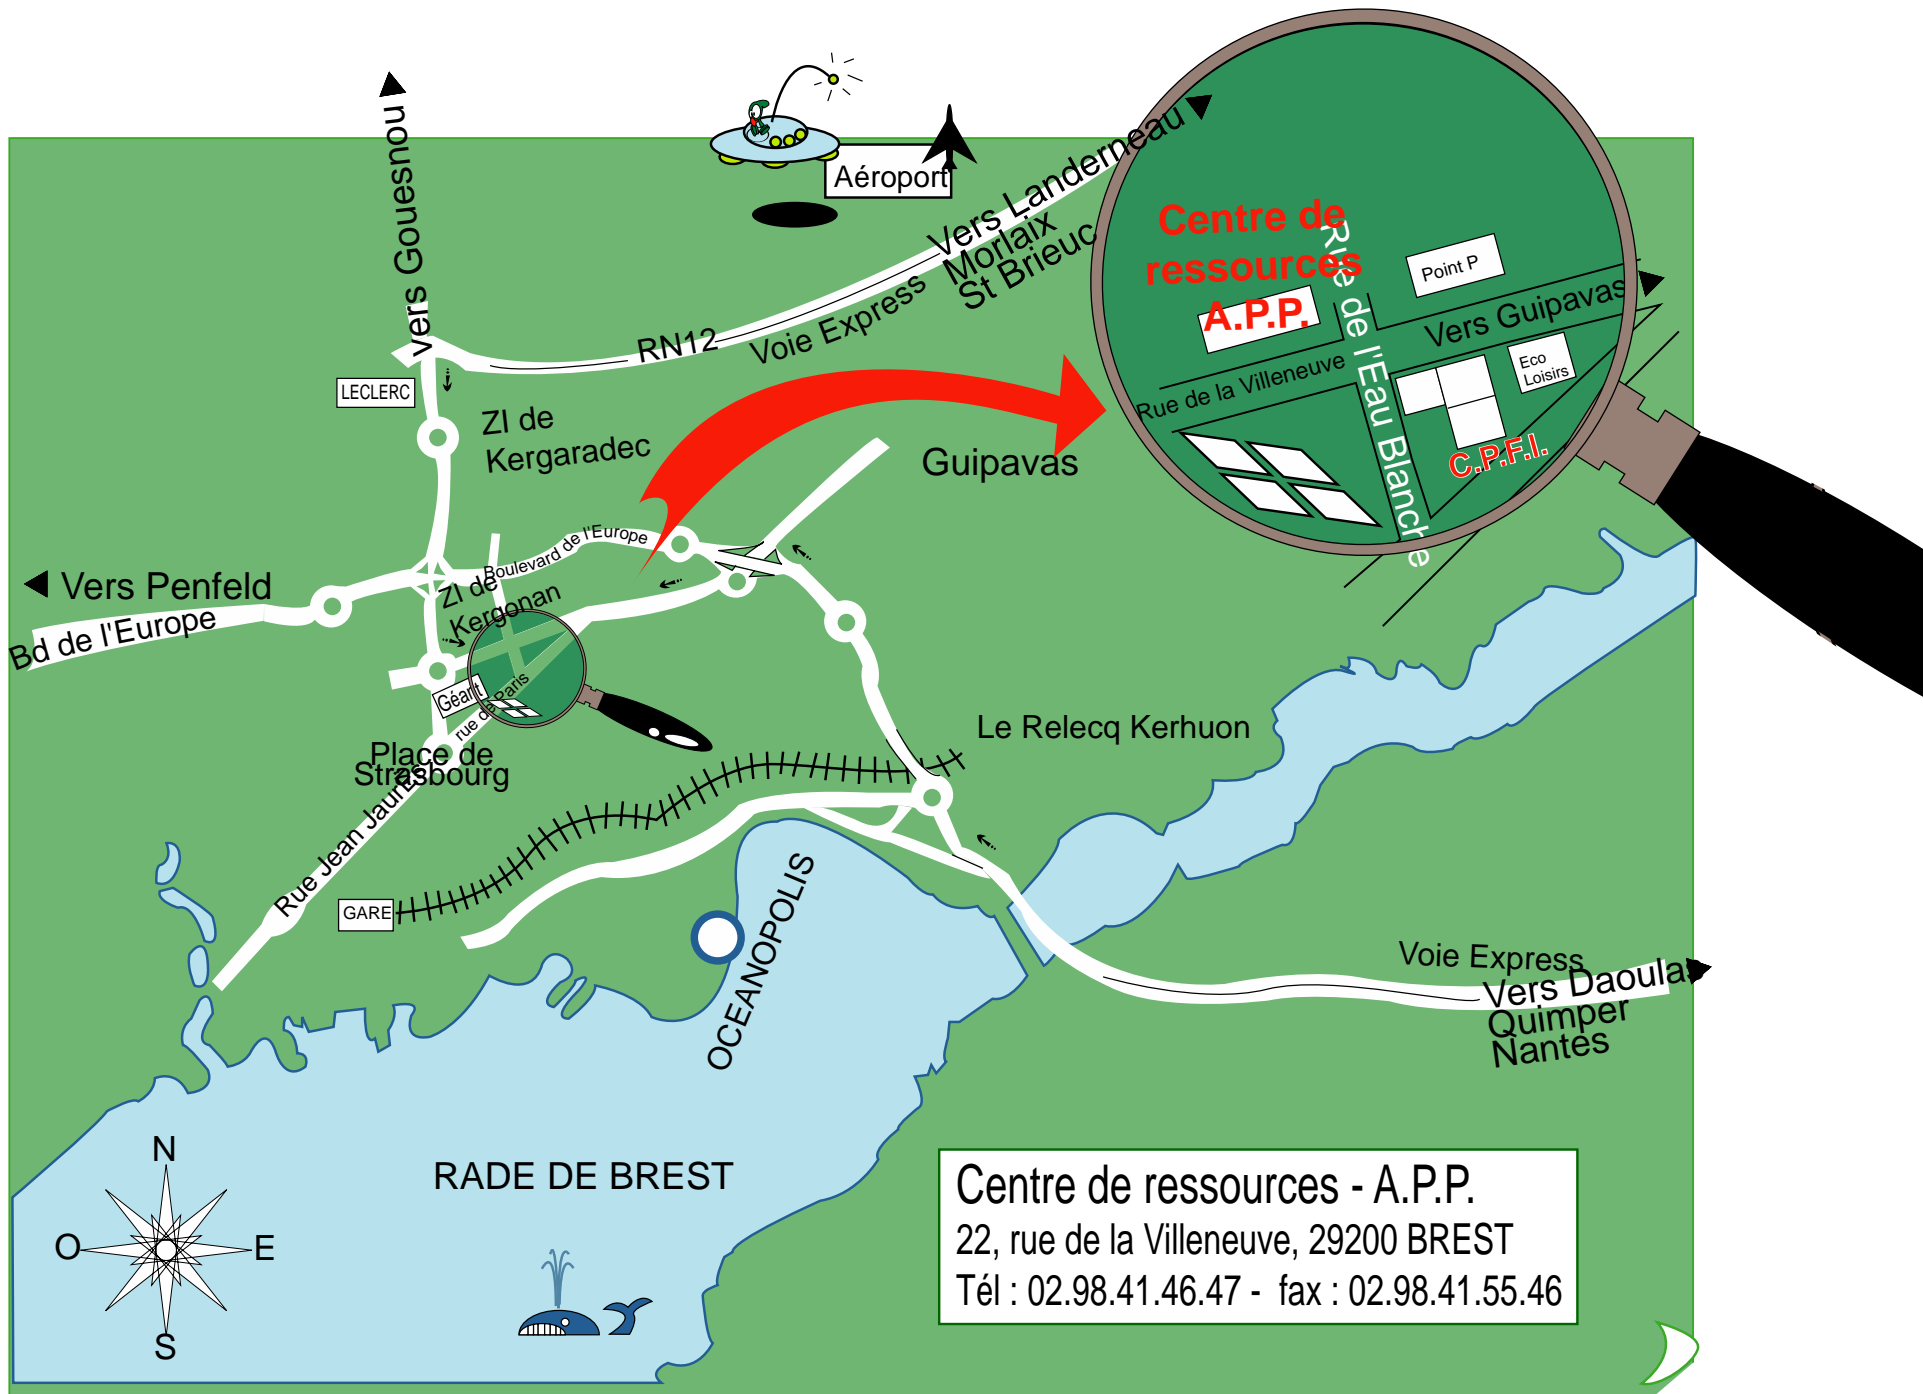 Vers Gouesnou
Aéroport
Vers Landerneau
Morlaix
St Brieuc
RN12
Voie Express
LECLERC
ZI de
Kergaradec
Guipavas
Centre de
ressources
A.P.P.
Rue de l'Eau Blanche
Point P
Vers Guipavas
Eco
Loisirs
Rue de la Villeneuve
C.P.F.I.
Boulevard de l'Europe
Vers Penfeld
Bd de l'Europe
ZI de
Kergonan
Géant
rue de Paris
Place de
Strasbourg
Rue Jean Jaurès
GARE
Le Relecq Kerhuon
OCEANOPOLIS
Voie Express
Vers Daoulas
Quimper
Nantes
RADE DE BREST
N
O
E
S
Centre de ressources - A.P.P.
22, rue de la Villeneuve, 29200 BREST
Tél : 02.98.41.46.47 - fax : 02.98.41.55.46